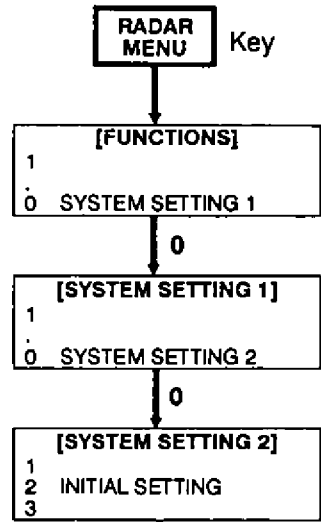 RADAR
MENU Key
[FUNCTIONS]
1
.
0 SYSTEM SETTING 1
0
[SYSTEM SETTING 1]
1
.
0 SYSTEM SETTING 2
0
[SYSTEM SETTING 2]
1
2 INITIAL SETTING
3